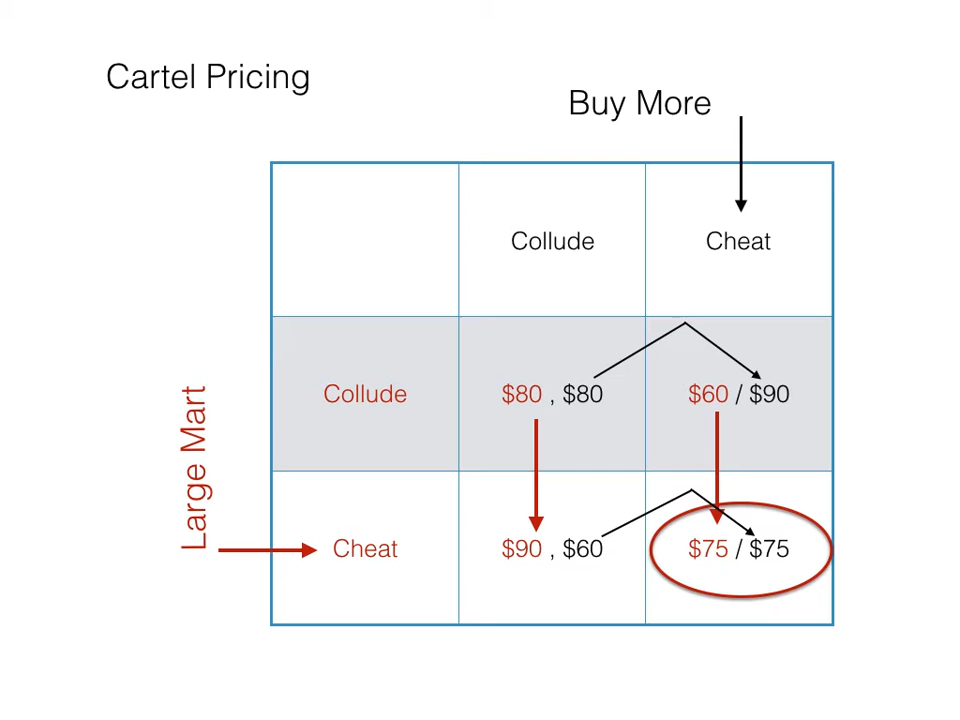 Cartel Pricing
Buy More
Collude
Cheat
Large Mart
Collude
$80 , $80
$60 / $90
Cheat
$90 , $60
$75 / $75